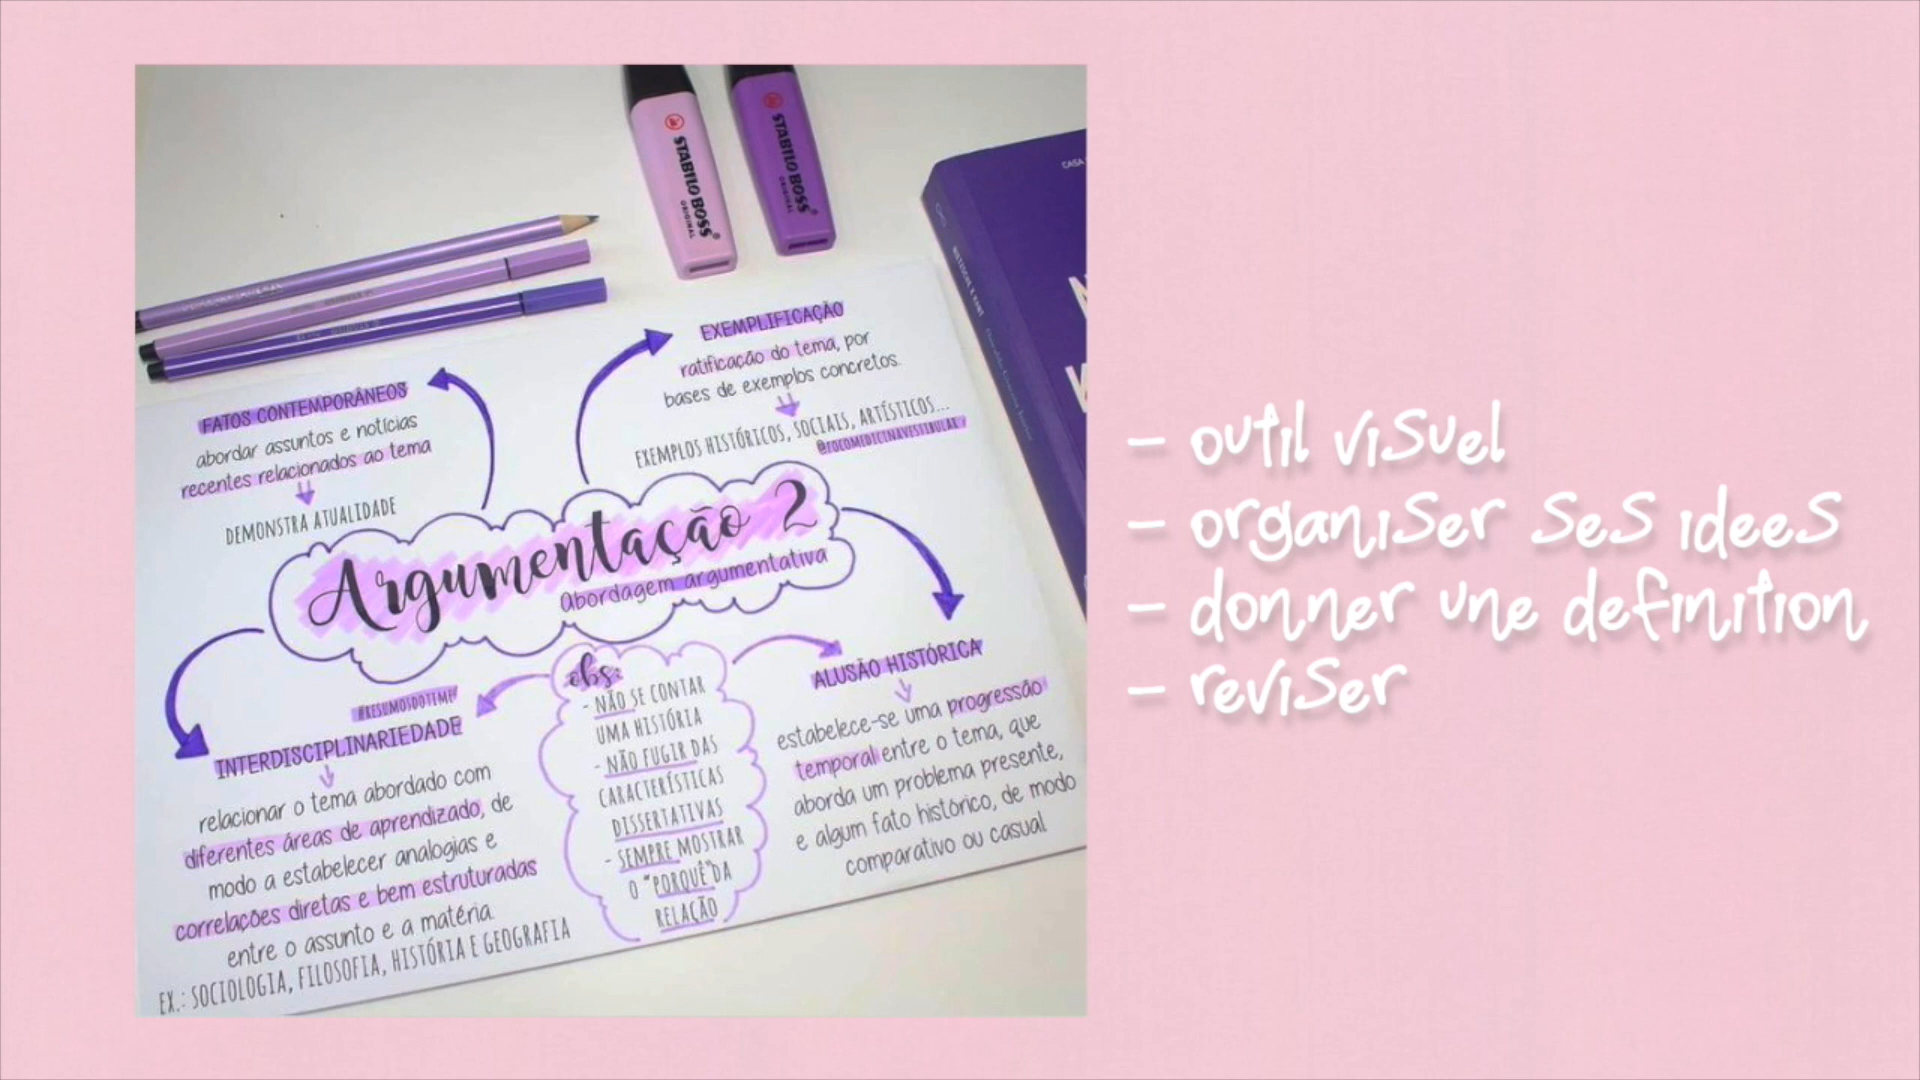 STABILO BOSS
ORIGINAL
STABILO BOSS
ORIGINAL
CASA
EXEMPLIFICAÇÃO
ratificação do tema, por
bases de exemplos concretos.
EXEMPLOS HISTÓRICOS, SOCIAIS, ARTÍSTICOS...
@FOCOMEDICINAVESTIBULAR
FATOS CONTEMPORÂNEOS
abordar assuntos e notícias
recentes relacionados ao tema
DEMONSTRA ATUALIDADE
Argumentação 2
Abordagem argumentativa
#RESUMOSDOTEME
INTERDISCIPLINARIEDADE
relacionar o tema abordado com
diferentes áreas de aprendizado, de
modo a estabelecer analogias e
correlações diretas e bem estruturadas
entre o assunto e a matéria.
EX.: SOCIOLOGIA, FILOSOFIA, HISTÓRIA E GEOGRAFIA
obs:
- NÃO SE CONTAR
UMA HISTÓRIA
- NÃO FUGIR DAS
CARACTERÍSTICAS
DISSERTATIVAS
- SEMPRE MOSTRAR
O "PORQUÊ" DA
RELAÇÃO
ALUSÃO HISTÓRICA
estabelece-se uma progressão
temporal entre o tema, que
aborda um problema presente,
e algum fato histórico, de modo
comparativo ou casual
- outil visuel
- organiser ses idees
- donner une definition
- reviser